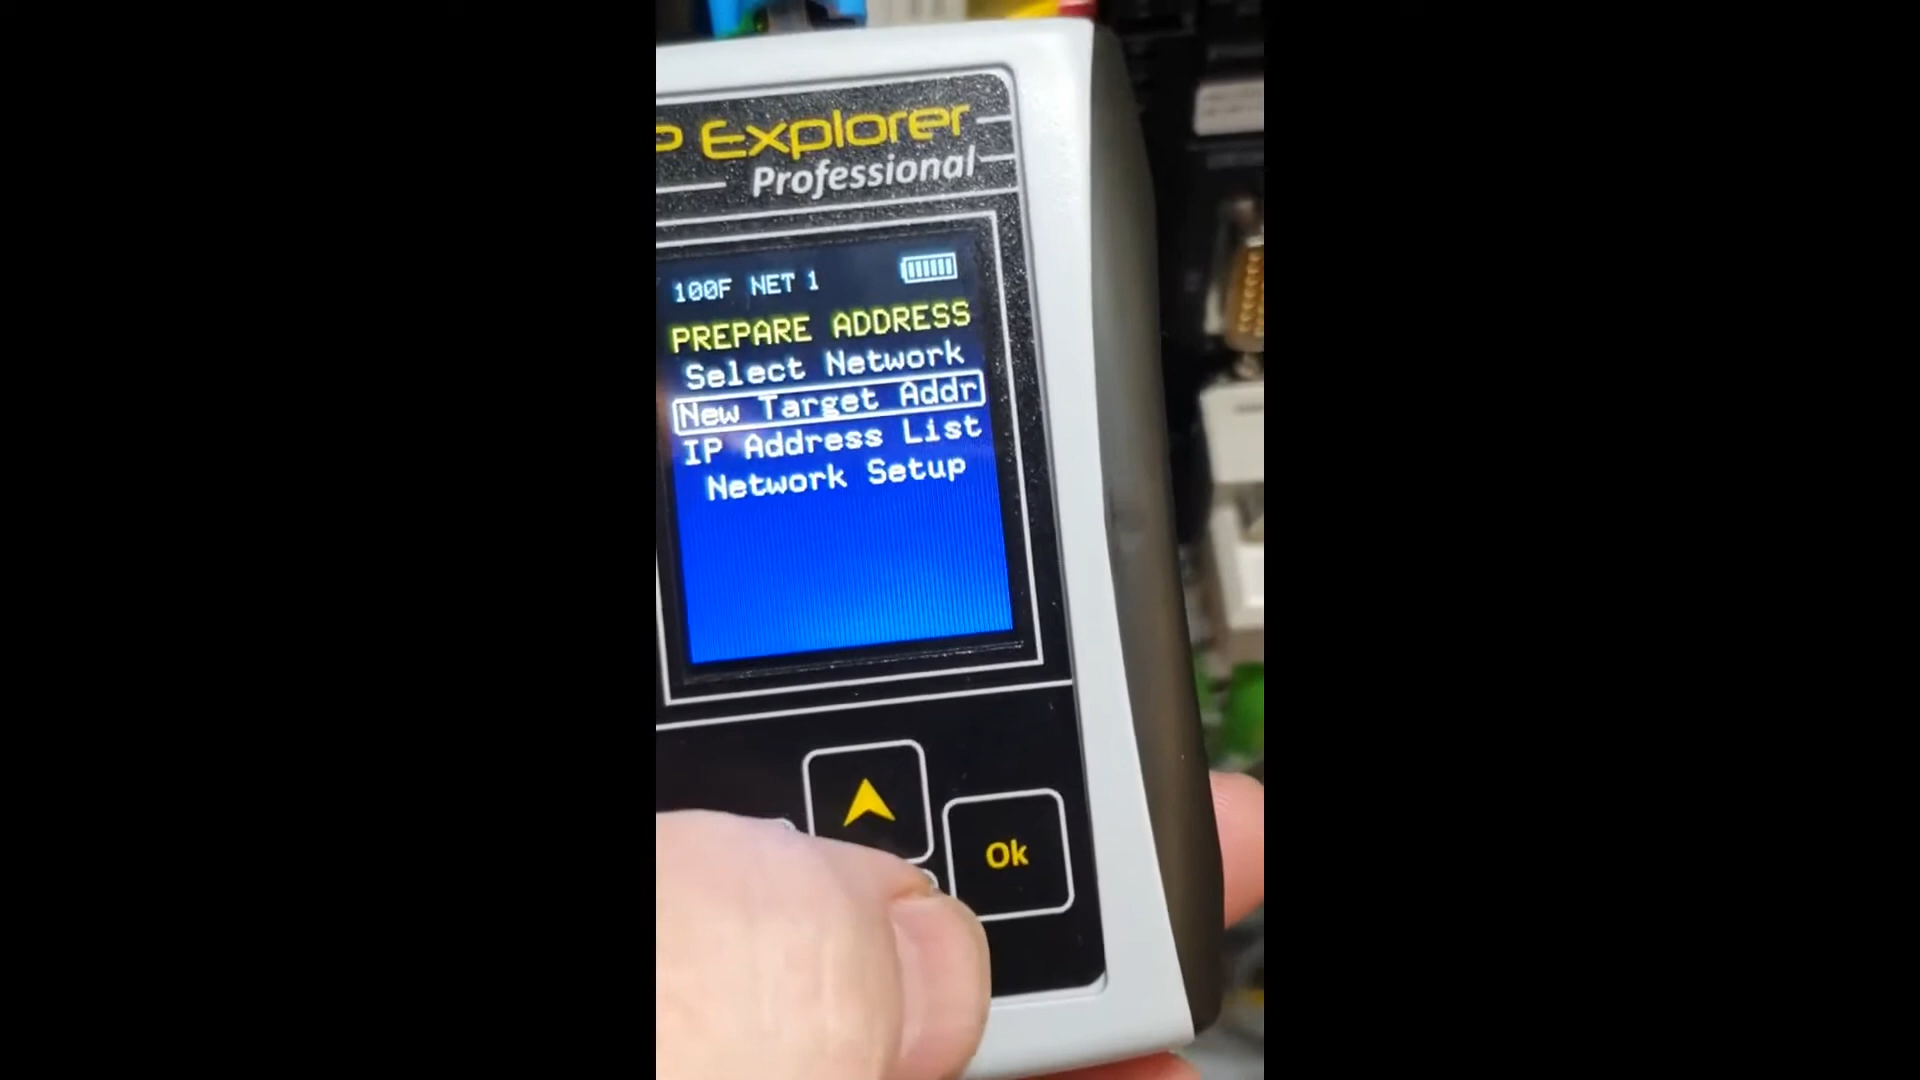 P Explorer
Professional
100F NET 1
PREPARE ADDRESS
Select Network
New Target Addr
IP Address List
Network Setup
Ok